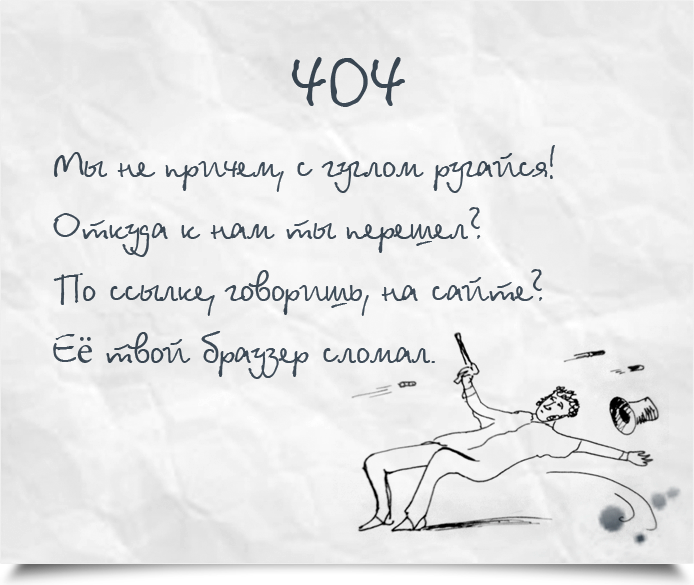 404
Мы не причем, с гуглом ругайся!
Откуда к нам ты перешел?
По ссылке, говоришь, на сайте?
Её твой браузер сломал.